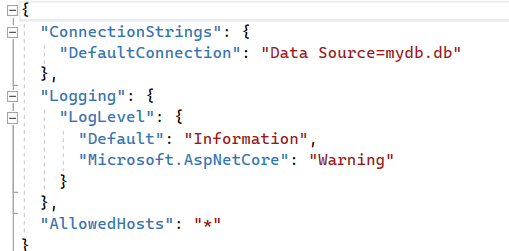 {
  "ConnectionStrings": {
    "DefaultConnection": "Data Source=mydb.db"
  },
  "Logging": {
    "LogLevel": {
      "Default": "Information",
      "Microsoft.AspNetCore": "Warning"
    }
  },
  "AllowedHosts": "*"
}